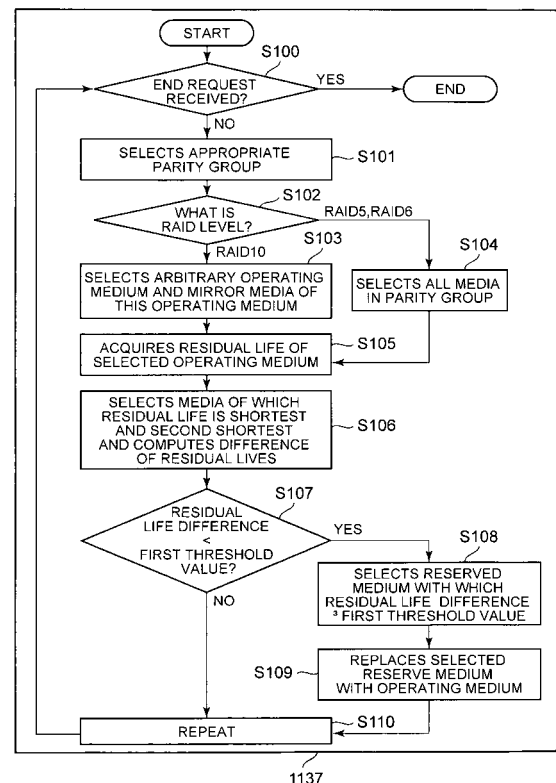 START
S100
END REQUEST
RECEIVED?
YES
END
NO
SELECTS APPROPRIATE
PARITY GROUP
S101
S102
WHAT IS
RAID LEVEL?
RAID5,RAID6
RAID10
S103
S104
SELECTS ARBITRARY OPERATING
MEDIUM AND MIRROR MEDIA OF
THIS OPERATING MEDIUM
SELECTS ALL MEDIA
IN PARITY GROUP
ACQUIRES RESIDUAL LIFE OF
SELECTED OPERATING MEDIUM
S105
SELECTS MEDIA OF WHICH
RESIDUAL LIFE IS SHORTEST
AND SECOND SHORTEST
AND COMPUTES DIFFERENCE
OF RESIDUAL LIVES
S106
S107
RESIDUAL
LIFE DIFFERENCE
<
FIRST THRESHOLD
VALUE?
YES
NO
S108
SELECTS RESERVED
MEDIUM WITH WHICH
RESIDUAL LIFE DIFFERENCE
³ FIRST THRESHOLD VALUE
S109
REPLACES SELECTED
RESERVE MEDIUM
WITH OPERATING MEDIUM
S110
REPEAT
1137